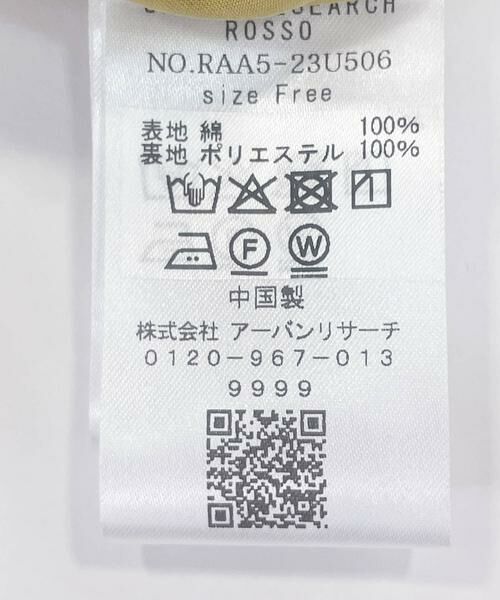 ROSSO
NO.RAA5-23U506
size Free
表地 綿 100%
裏地 ポリエステル 100%
F W
中国製
株式会社 アーバンリサーチ
0120-967-013
9999